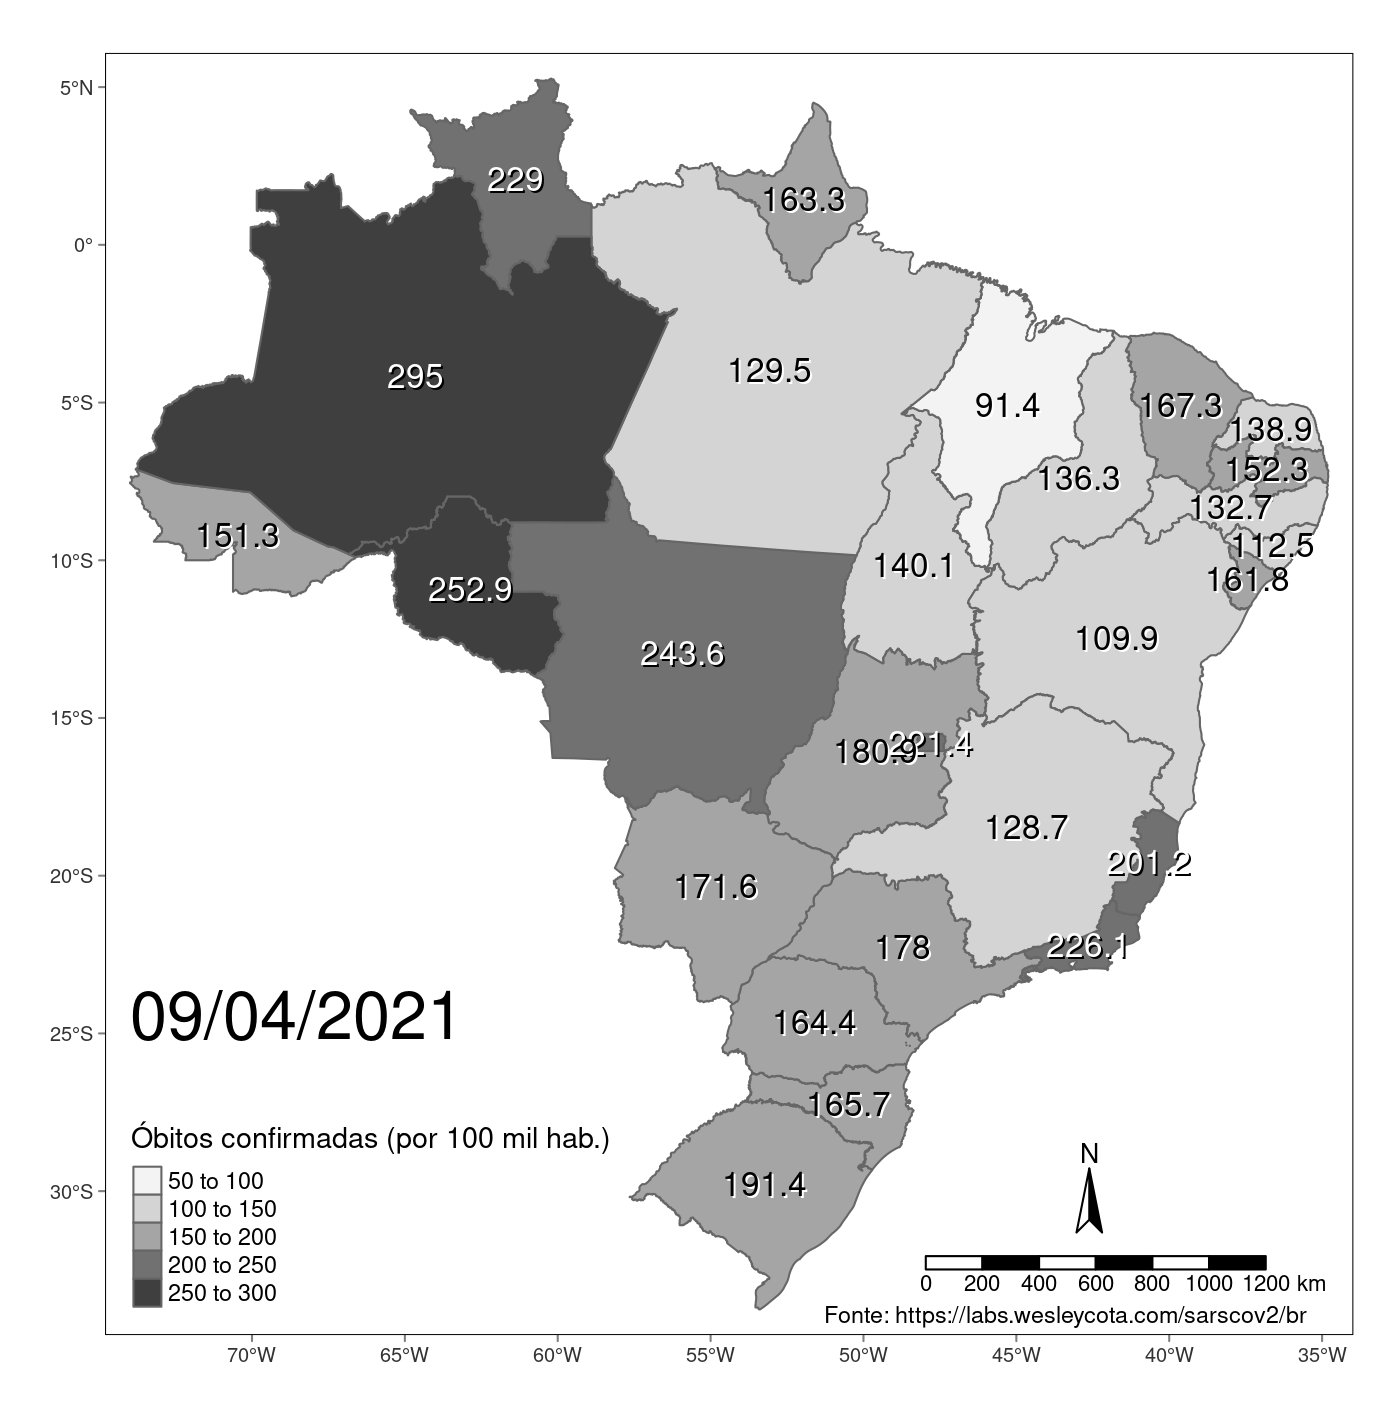 5°N
0°
5°S
10°S
15°S
20°S
25°S
30°S
229
163.3
295
129.5
91.4
167.3
138.9
136.3
152.3
132.7
151.3
112.5
140.1
161.8
252.9
109.9
243.6
180.9
221.4
128.7
201.2
171.6
178
226.1
164.4
165.7
191.4
09/04/2021
Óbitos confirmadas (por 100 mil hab.)
50 to 100
100 to 150
150 to 200
200 to 250
250 to 300
N
0 200 400 600 800 1000 1200 km
Fonte: https://labs.wesleycota.com/sarscov2/br
70°W 65°W 60°W 55°W 50°W 45°W 40°W 35°W